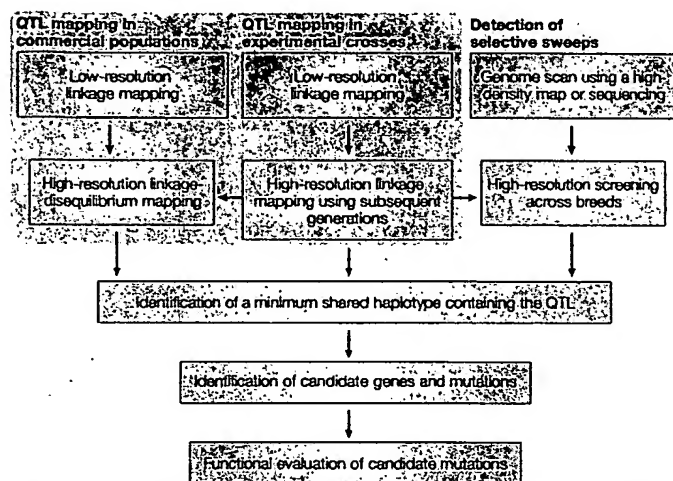 QTL mapping in
commercial populations
QTL mapping in
experimental crosses
Detection of
selective sweeps
Low-resolution
linkage mapping
Low-resolution
linkage mapping
Genome scan using a high-
density map or sequencing
High-resolution linkage-
disequilibrium mapping
High-resolution linkage
mapping using subsequent
generations
High-resolution screening
across breeds
Identification of a minimum shared haplotype containing the QTL
Identification of candidate genes and mutations
Functional evaluation of candidate mutations